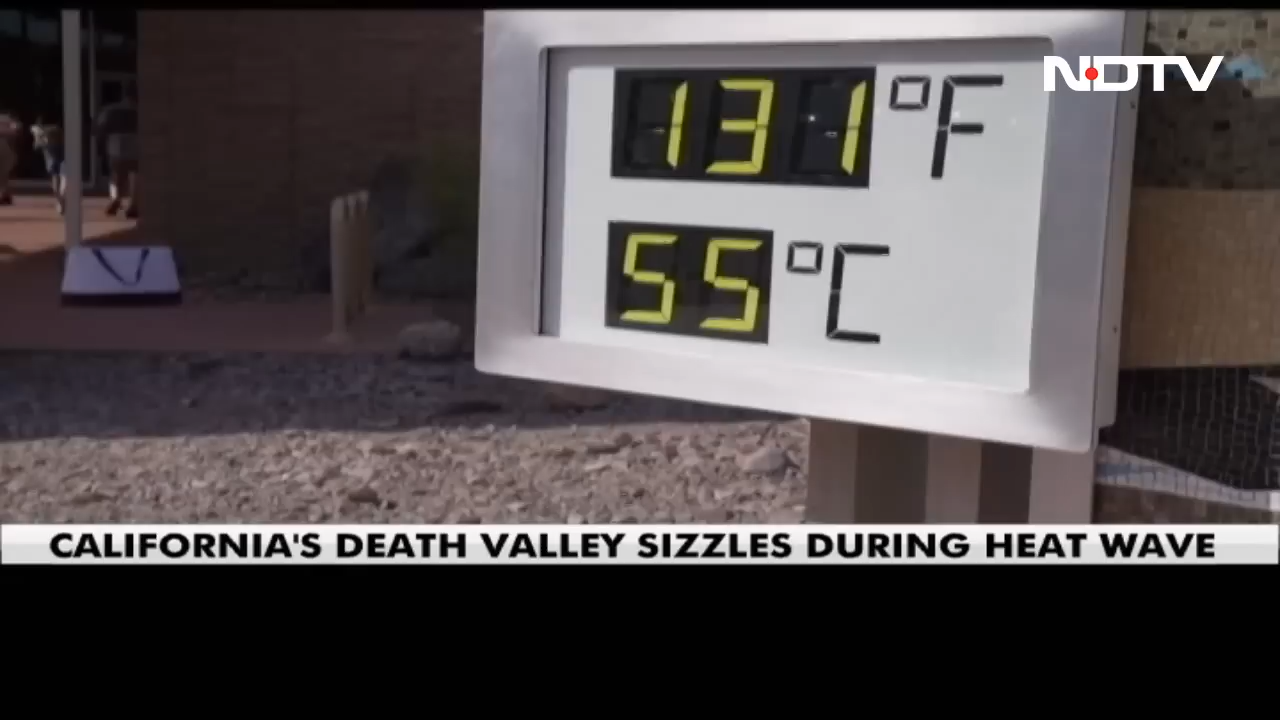 NDTV
131 °F
55 °C
CALIFORNIA'S DEATH VALLEY SIZZLES DURING HEAT WAVE